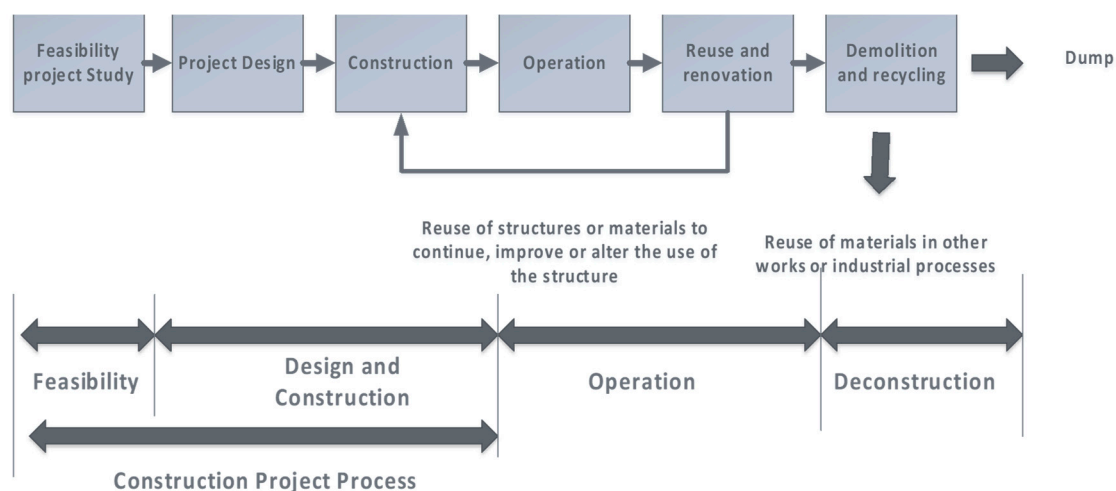 Feasibility
project Study
Project Design
Construction
Operation
Reuse and
renovation
Demolition
and recycling
Dump
Reuse of structures or materials to
continue, improve or alter the use of
the structure
Reuse of materials in other
works or industrial processes
Feasibility
Design and
Construction
Operation
Deconstruction
Construction Project Process